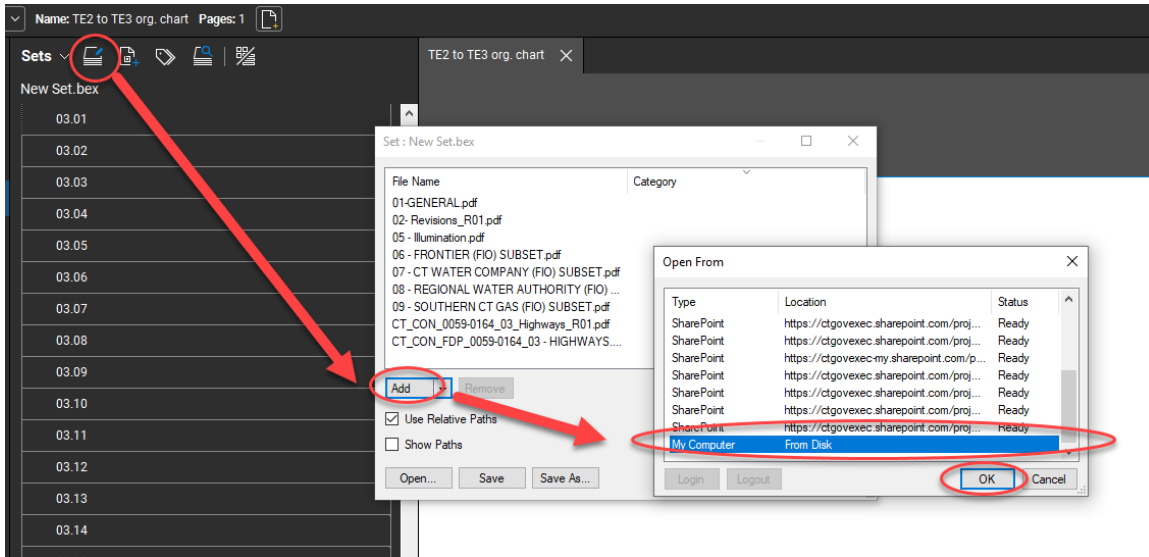 Name: TE2 to TE3 org. chart Pages: 1
Sets
TE2 to TE3 org. chart
New Set.bex
03.01
03.02
03.03
03.04
03.05
03.06
03.07
03.08
03.09
03.10
03.11
03.12
03.13
03.14
Set : New Set.bex
File Name Category
01-GENERAL.pdf
02- Revisions_R01.pdf
05 - Illumination.pdf
06 - FRONTIER (FIO) SUBSET.pdf
07 - CT WATER COMPANY (FIO) SUBSET.pdf
08 - REGIONAL WATER AUTHORITY (FIO) ...
09 - SOUTHERN CT GAS (FIO) SUBSET.pdf
CT_CON_0059-0164_03_Highways_R01.pdf
CT_CON_FDP_0059-0164_03 - HIGHWAYS....
Add Remove
Use Relative Paths
Show Paths
Open... Save Save As...
Open From
Type Location Status
SharePoint https://ctgovexec.sharepoint.com/proj... Ready
SharePoint https://ctgovexec.sharepoint.com/proj... Ready
SharePoint https://ctgovexec-my.sharepoint.com/p... Ready
SharePoint https://ctgovexec.sharepoint.com/proj... Ready
SharePoint https://ctgovexec.sharepoint.com/proj... Ready
SharePoint https://ctgovexec.sharepoint.com/proj... Ready
SharePoint https://ctgovexec.sharepoint.com/proj... Ready
My Computer From Disk
Login Logout OK Cancel